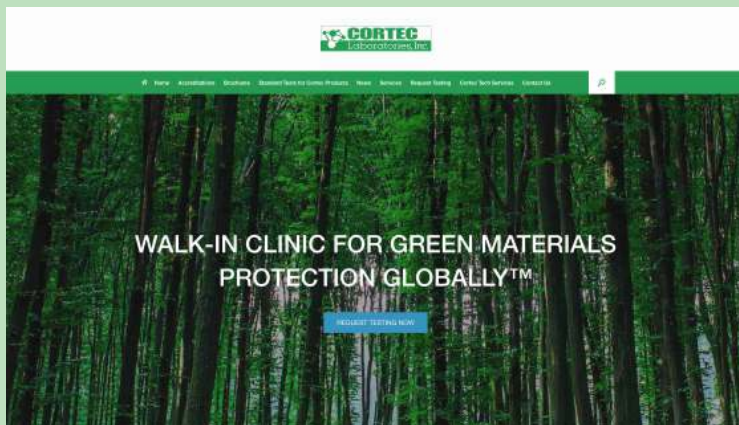 CORTEC
Laboratories, Inc
Home Accreditations Brochures Standard Tests for Cortec Products News Services Request Testing Cortec Tech Services Contact Us
WALK-IN CLINIC FOR GREEN MATERIALS
PROTECTION GLOBALLY™
REQUEST TESTING NOW